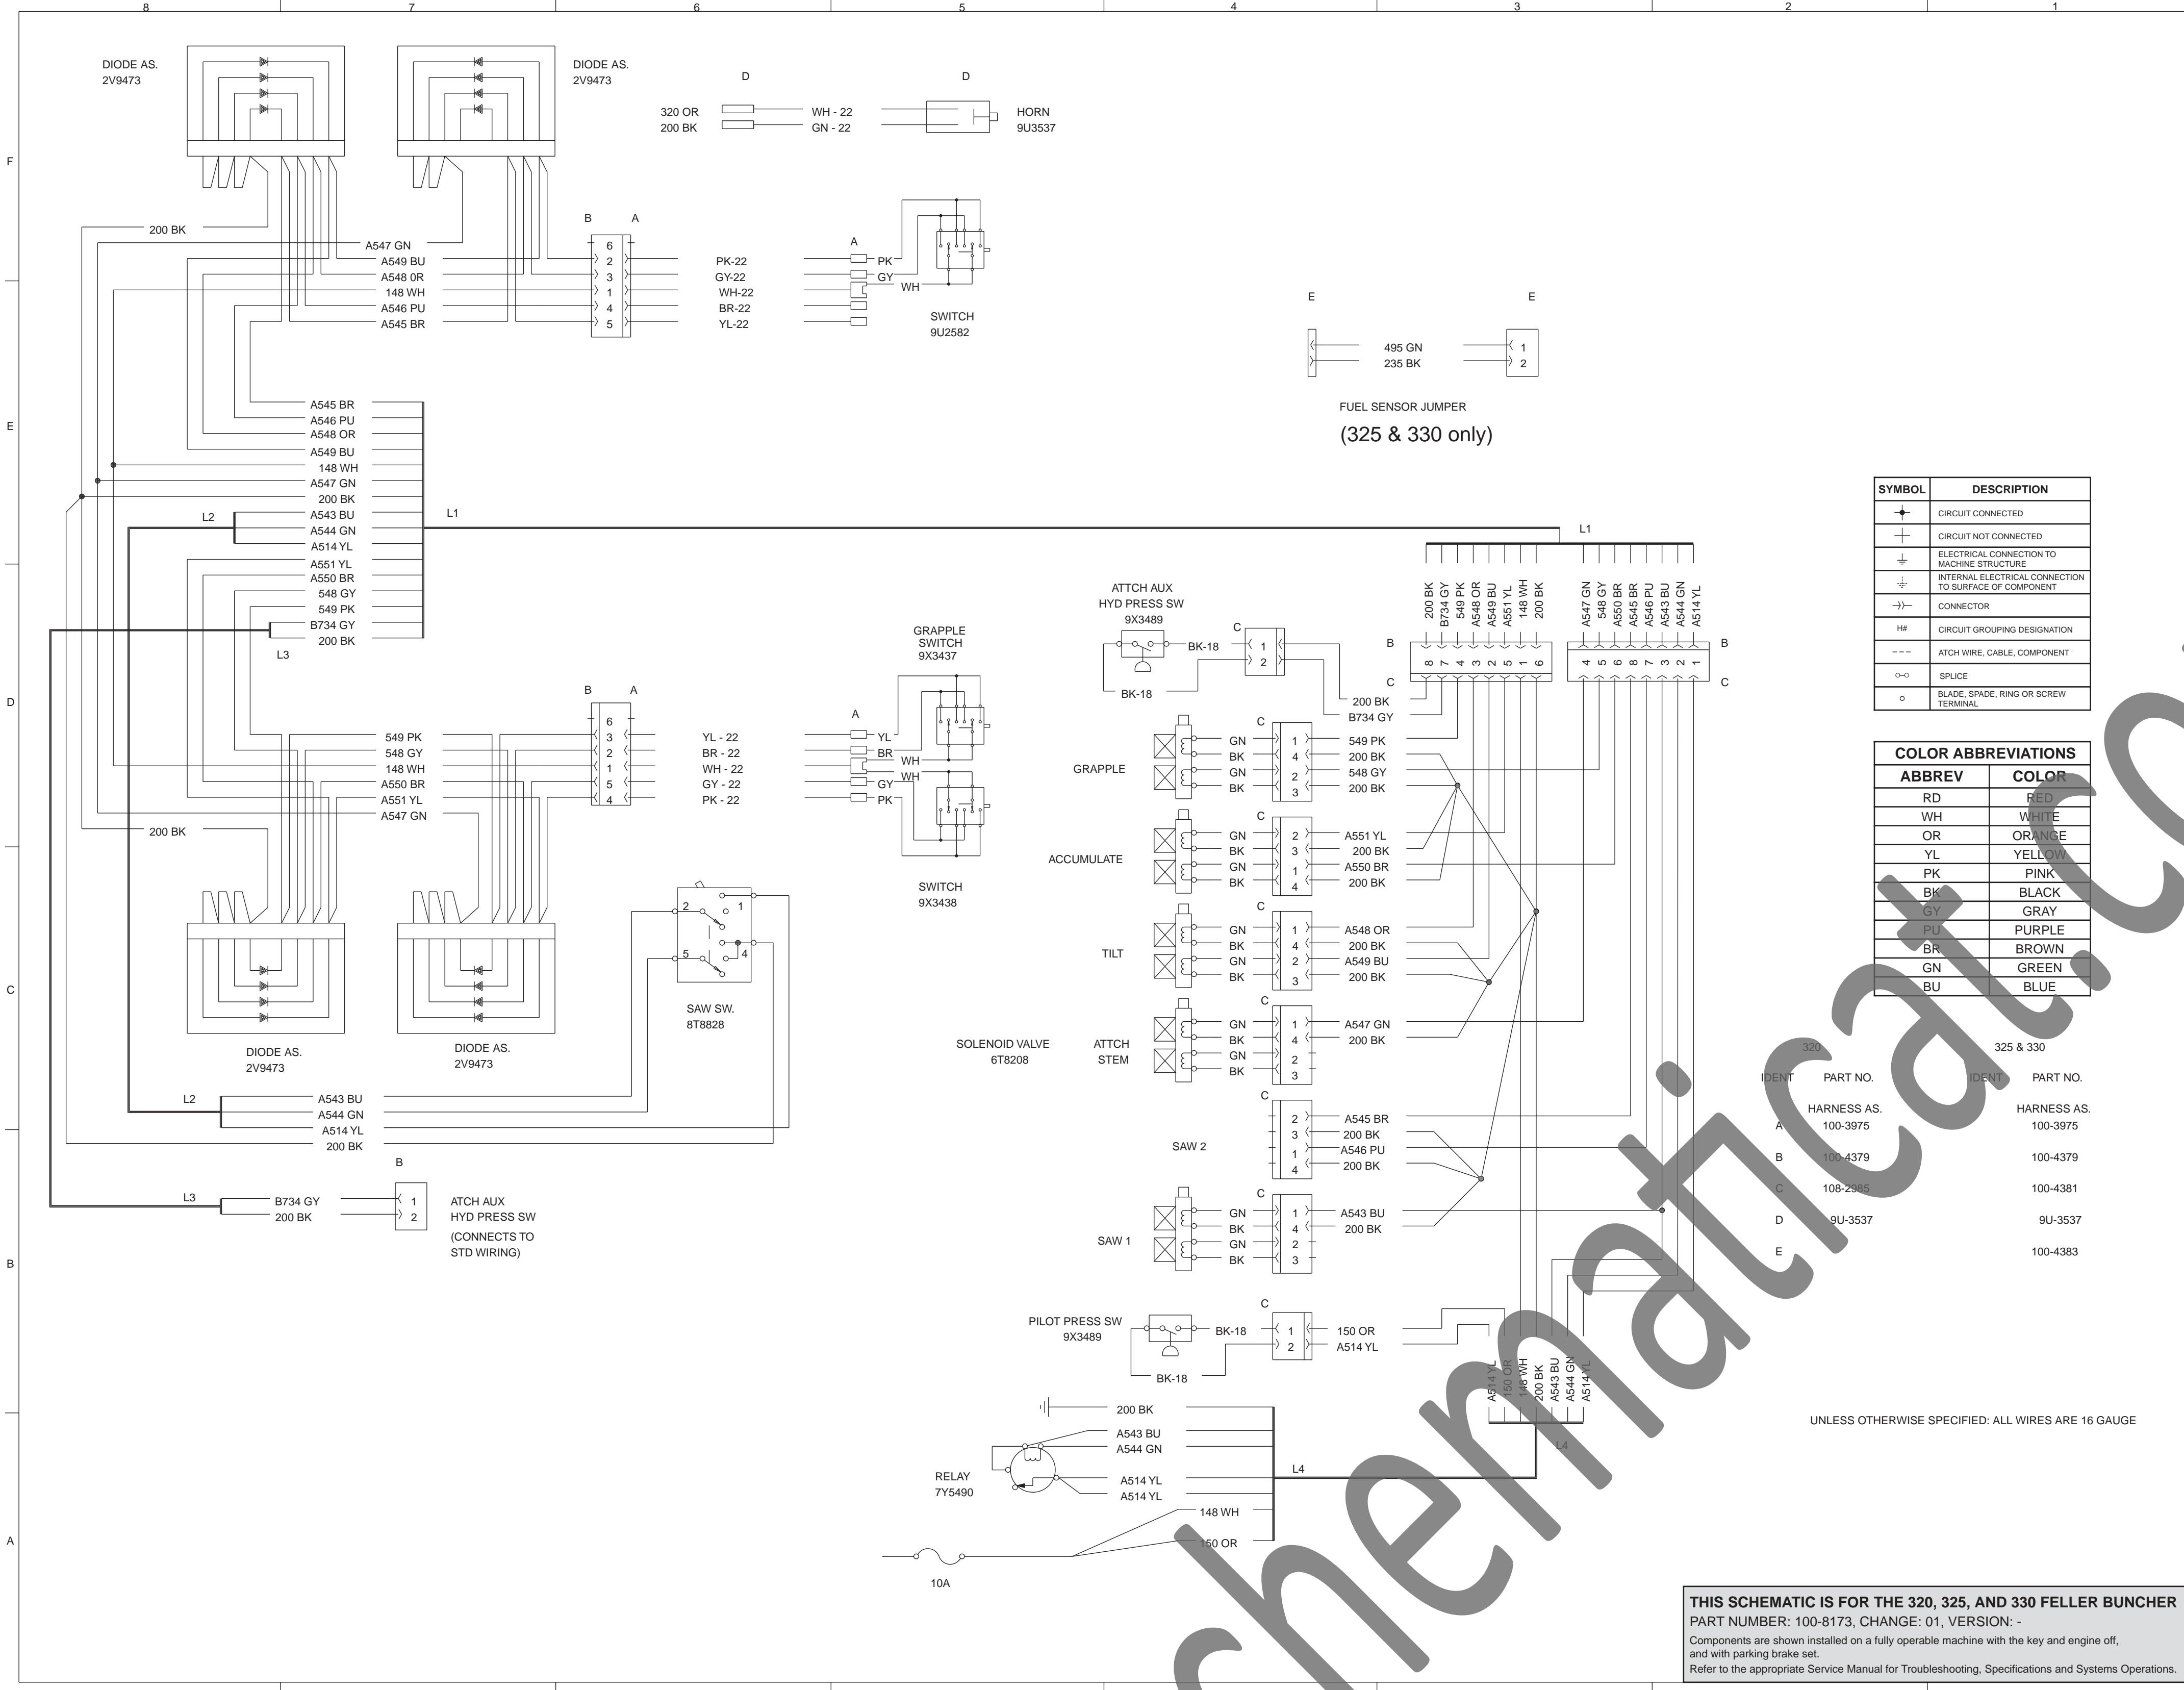 8 7 6 5 4 3 2 1
DIODE AS.
2V9473
DIODE AS.
2V9473
D D
320 OR WH - 22
200 BK GN - 22
HORN
9U3537
F
200 BK
A547 GN
A549 BU
A548 0R
148 WH
A546 PU
A545 BR
B A
6
2
3
1
4
5
PK-22
GY-22
WH-22
BR-22
YL-22
A
PK
GY
WH
SWITCH
9U2582
E E
495 GN 1
235 BK 2
FUEL SENSOR JUMPER
(325 & 330 only)
E
A545 BR
A546 PU
A548 OR
A549 BU
148 WH
A547 GN
200 BK
A543 BU
A544 GN
A514 YL
A551 YL
A550 BR
548 GY
549 PK
B734 GY
200 BK
L2
L1
L3
L1
SYMBOL DESCRIPTION
CIRCUIT CONNECTED
CIRCUIT NOT CONNECTED
ELECTRICAL CONNECTION TO
MACHINE STRUCTURE
INTERNAL ELECTRICAL CONNECTION
TO SURFACE OF COMPONENT
CONNECTOR
H# CIRCUIT GROUPING DESIGNATION
ATCH WIRE, CABLE, COMPONENT
SPLICE
BLADE, SPADE, RING OR SCREW
TERMINAL
ATTCH AUX
HYD PRESS SW
9X3489
BK-18
BK-18
C
1
2
200 BK
B734 GY
200 BK
B734 GY
549 PK
A548 OR
A549 BU
A551 YL
148 WH
200 BK
A547 GN
548 GY
A550 BR
A545 BR
A546 PU
A543 BU
A544 GN
A514 YL
B 8 7 4 3 2 5 1 6 4 5 6 8 7 3 2 1 B
C C
D
GRAPPLE
SWITCH
9X3437
549 PK
548 GY
148 WH
A550 BR
A551 YL
A547 GN
200 BK
B A
6
3
2
1
5
4
YL - 22
BR - 22
WH - 22
GY - 22
PK - 22
A
YL
BR
WH
WH
GY
PK
SWITCH
9X3438
GRAPPLE
C
GN 1 549 PK
BK 4 200 BK
GN 2 548 GY
BK 3 200 BK
ACCUMULATE
C
GN 2 A551 YL
BK 3 200 BK
GN 1 A550 BR
BK 4 200 BK
TILT
C
GN 1 A548 OR
BK 4 200 BK
GN 2 A549 BU
BK 3 200 BK
SOLENOID VALVE
6T8208
ATTCH
STEM
C
GN 1 A547 GN
BK 4 200 BK
GN 2
BK 3
SAW 2
C
2 A545 BR
3 200 BK
1 A546 PU
4 200 BK
SAW 1
C
GN 1 A543 BU
BK 4 200 BK
GN 2
BK 3
COLOR ABBREVIATIONS
ABBREV COLOR
RD RED
WH WHITE
OR ORANGE
YL YELLOW
PK PINK
BK BLACK
GY GRAY
PU PURPLE
BR BROWN
GN GREEN
BU BLUE
C
DIODE AS.
2V9473
DIODE AS.
2V9473
2 1
5 4
SAW SW.
8T8828
L2
A543 BU
A544 GN
A514 YL
200 BK
L3
B734 GY
200 BK
B
1
2
ATCH AUX
HYD PRESS SW
(CONNECTS TO
STD WIRING)
B
320 325 & 330
IDENT PART NO. IDENT PART NO.
HARNESS AS. HARNESS AS.
A 100-3975 100-3975
B 100-4379 100-4379
C 108-2985 100-4381
D 9U-3537 9U-3537
E 100-4383
PILOT PRESS SW
9X3489
BK-18
BK-18
C
1 150 OR
2 A514 YL
A514 YL
150 OR
148 WH
200 BK
A543 BU
A544 GN
A514 YL
L4
200 BK
A543 BU
A544 GN
A514 YL
A514 YL
148 WH
150 OR
L4
RELAY
7Y5490
10A
A
UNLESS OTHERWISE SPECIFIED: ALL WIRES ARE 16 GAUGE
THIS SCHEMATIC IS FOR THE 320, 325, AND 330 FELLER BUNCHER
PART NUMBER: 100-8173, CHANGE: 01, VERSION: -
Components are shown installed on a fully operable machine with the key and engine off,
and with parking brake set.
Refer to the appropriate Service Manual for Troubleshooting, Specifications and Systems Operations.
hematicat.co